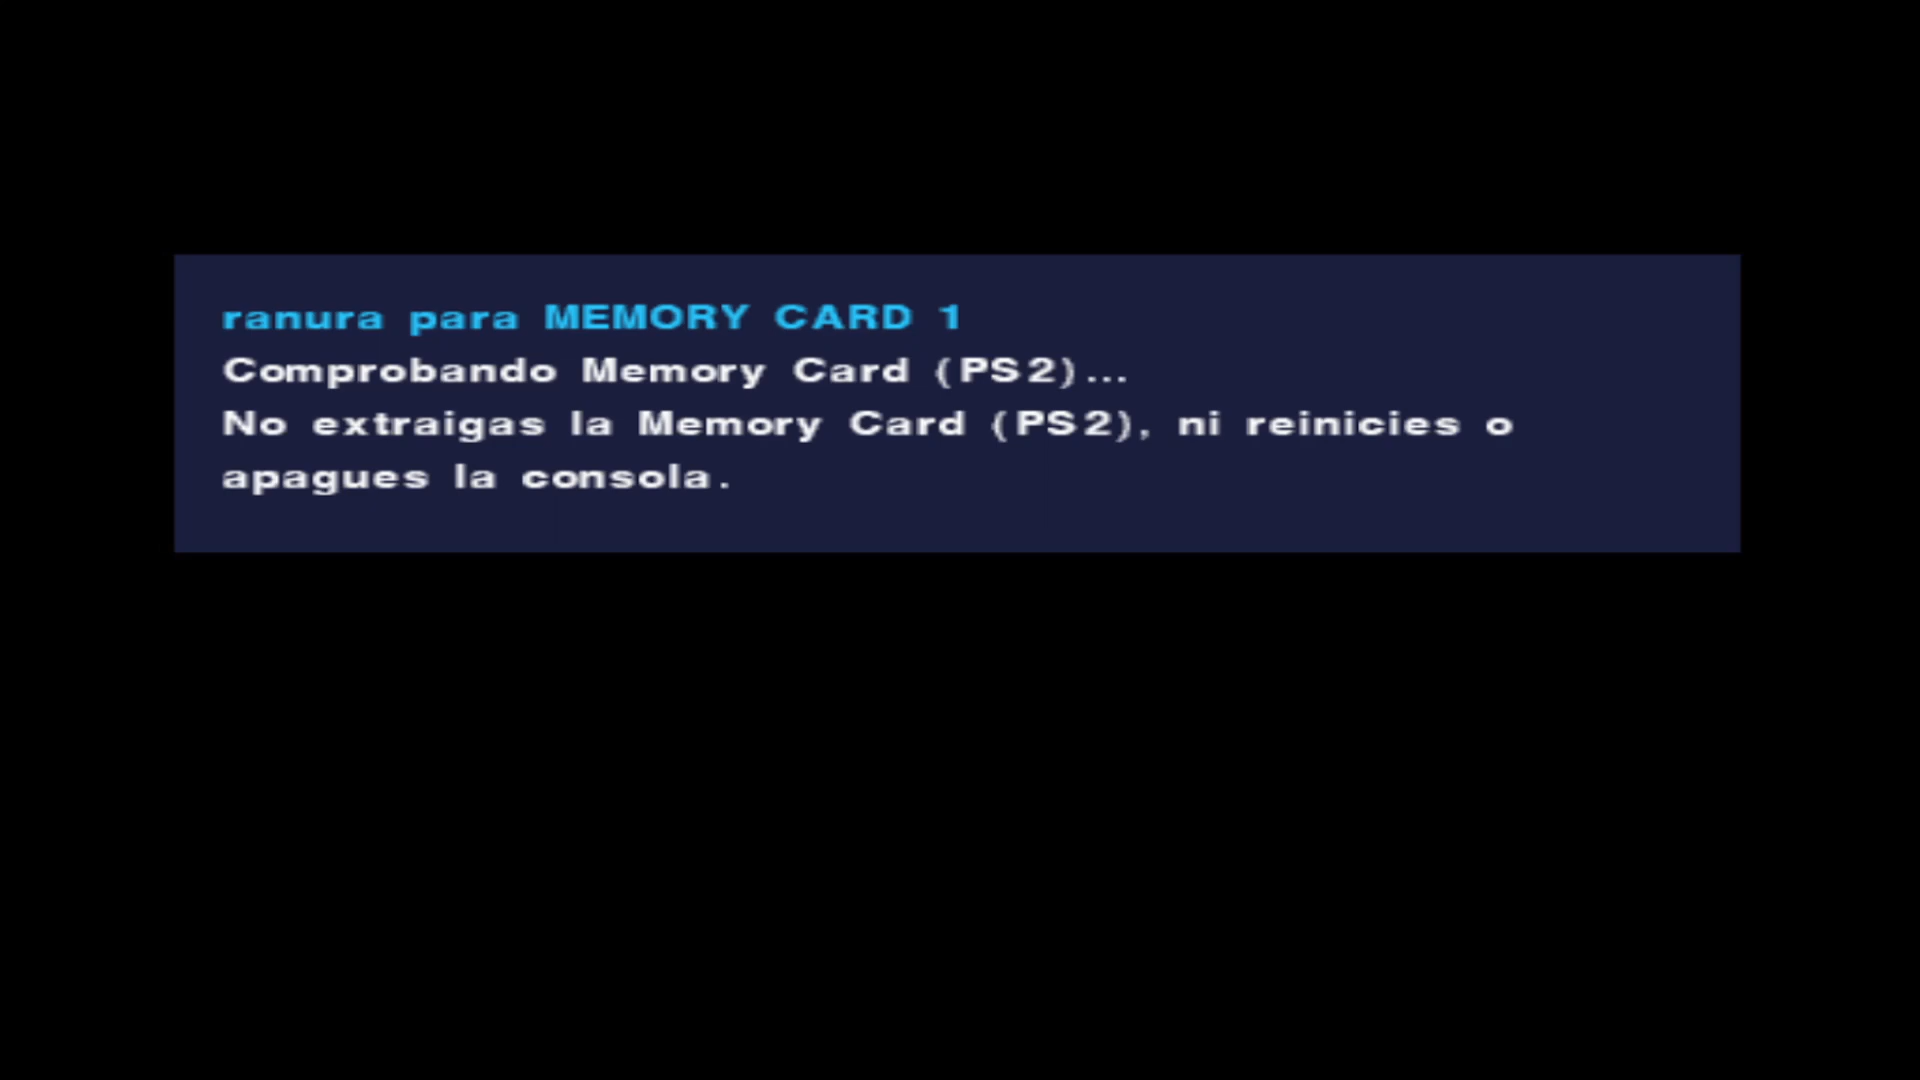 ranura para MEMORY CARD 1
Comprobando Memory Card (PS2)...
No extraigas la Memory Card (PS2), ni reinicies o
apagues la consola.